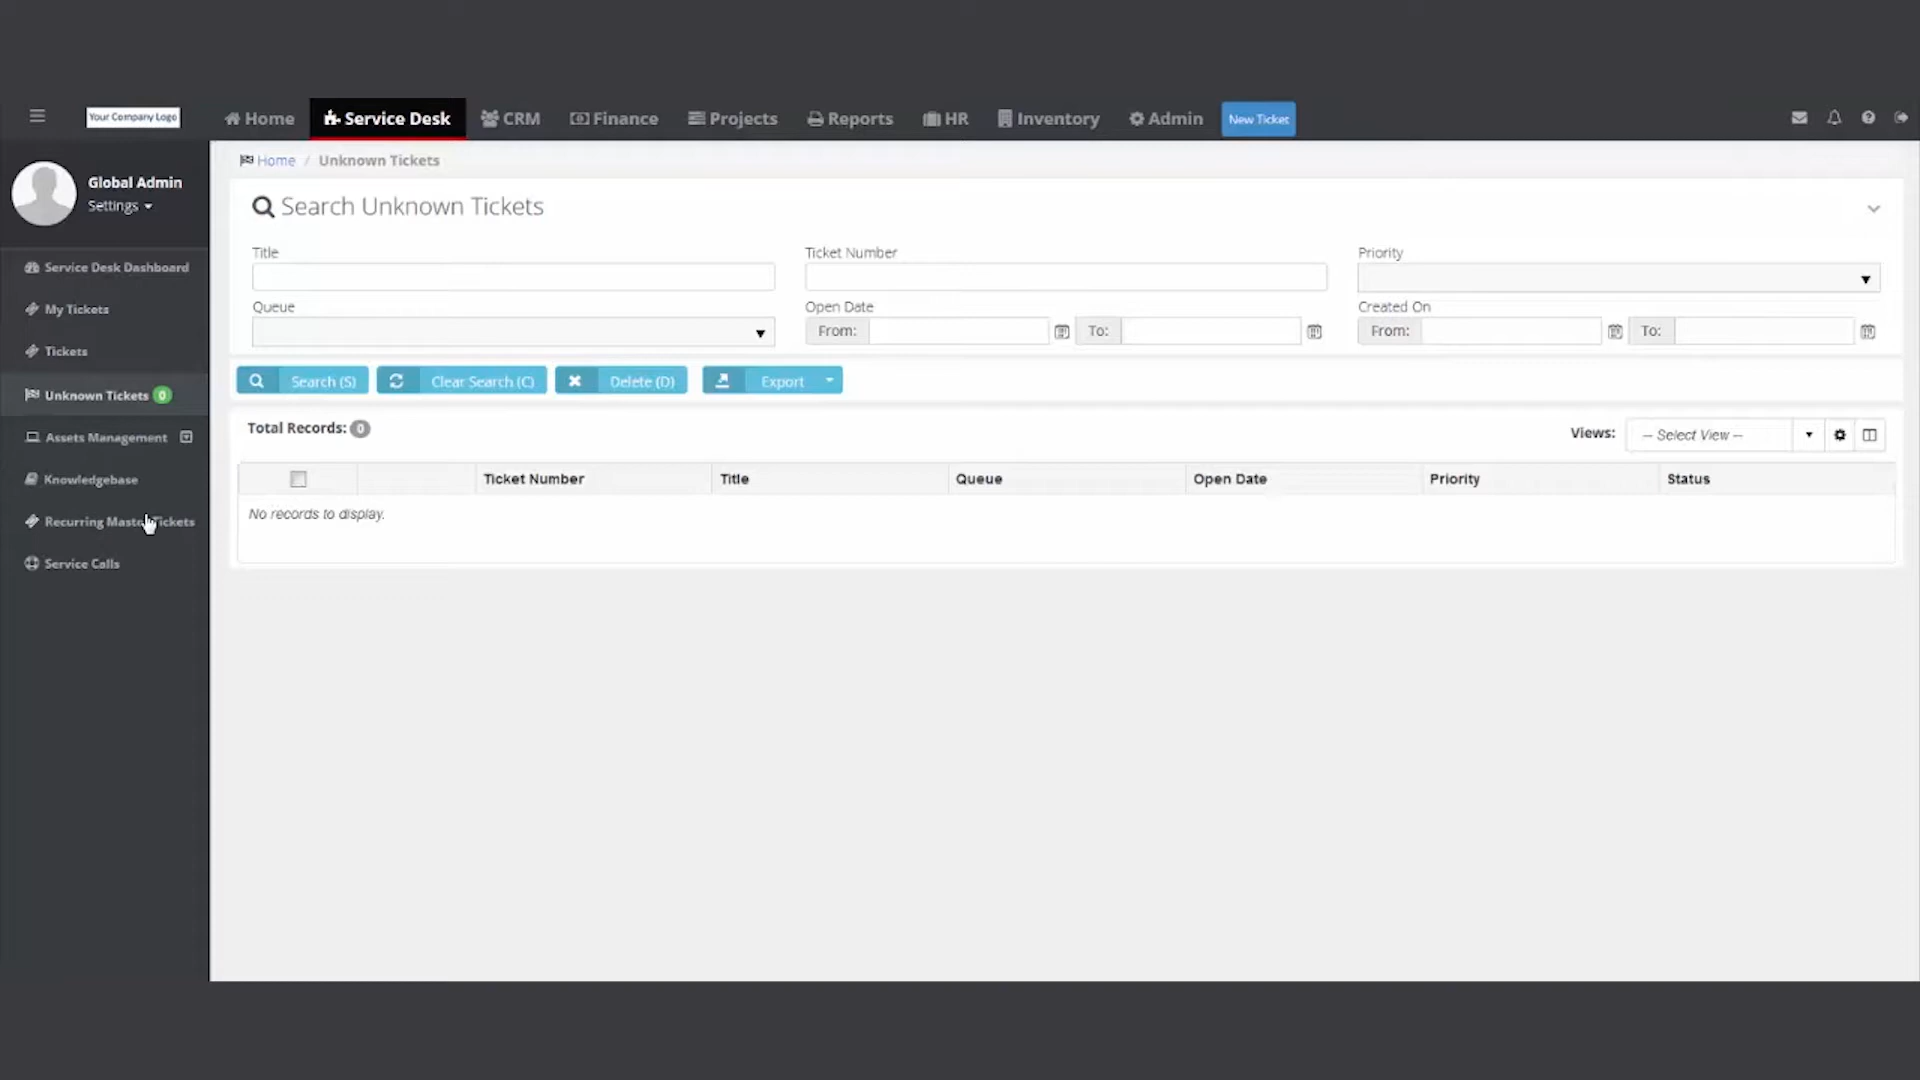 Your Company Logo
Home
Service Desk
CRM
Finance
Projects
Reports
HR
Inventory
Admin
New Ticket
Global Admin
Settings
Service Desk Dashboard
My Tickets
Tickets
Unknown Tickets 0
Assets Management
Knowledgebase
Recurring Master Tickets
Service Calls
Home / Unknown Tickets
Search Unknown Tickets
Title
Ticket Number
Priority
Queue
Open Date
Created On
From:
To:
From:
To:
Search (S)
Clear Search (C)
Delete (D)
Export
Total Records: 0
Views:
-- Select View --
Ticket Number
Title
Queue
Open Date
Priority
Status
No records to display.